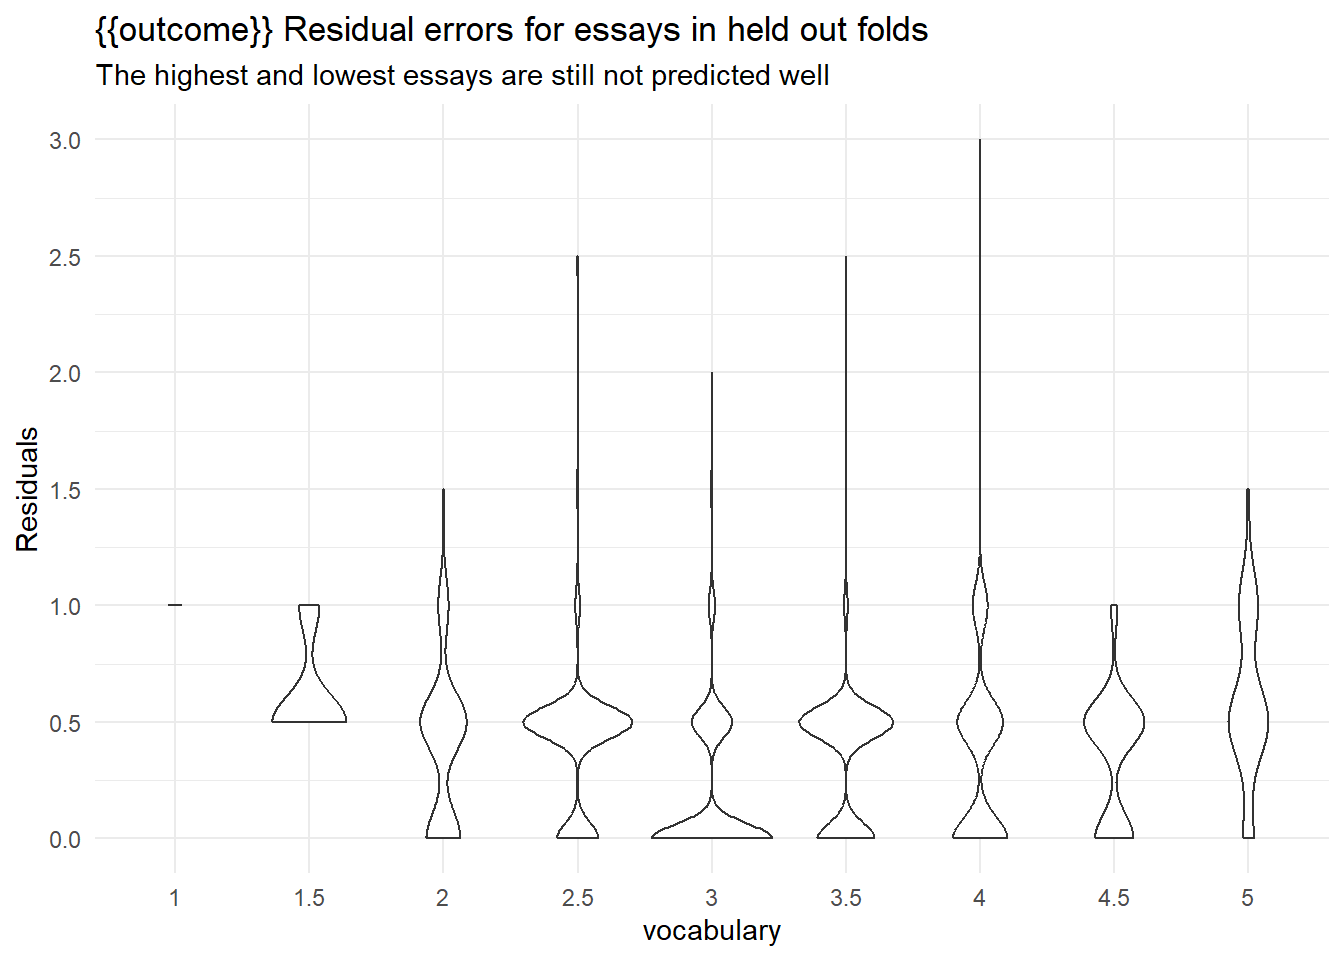 {{outcome}} Residual errors for essays in held out folds
The highest and lowest essays are still not predicted well
Residuals
3.0
2.5
2.0
1.5
1.0
0.5
0.0
1 1.5 2 2.5 3 3.5 4 4.5 5
vocabulary